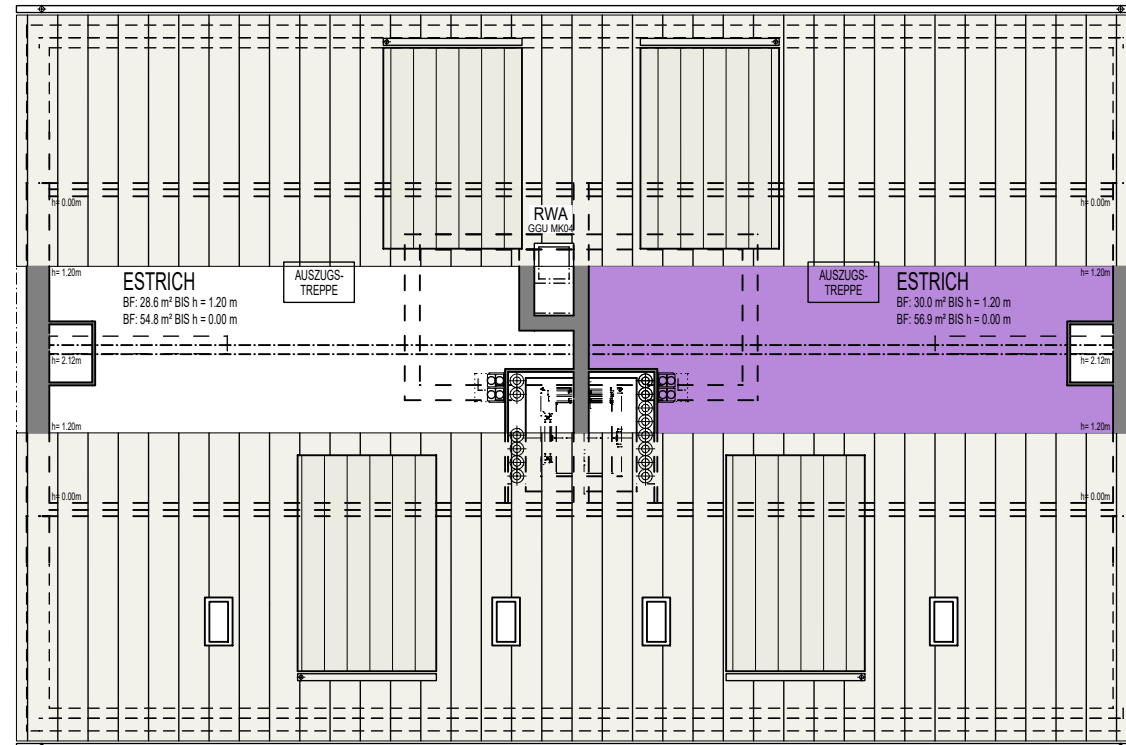 h= 0.00m
h= 0.00m
RWA
GGU MK04
h= 1.20m
ESTRICH
BF: 28.6 m² BIS h = 1.20 m
BF: 54.8 m² BIS h = 0.00 m
AUSZUGS-
TREPPE
AUSZUGS-
TREPPE
ESTRICH
BF: 30.0 m² BIS h = 1.20 m
BF: 56.9 m² BIS h = 0.00 m
h= 1.20m
h= 2.12m
h= 2.12m
h= 1.20m
h= 1.20m
h= 0.00m
h= 0.00m